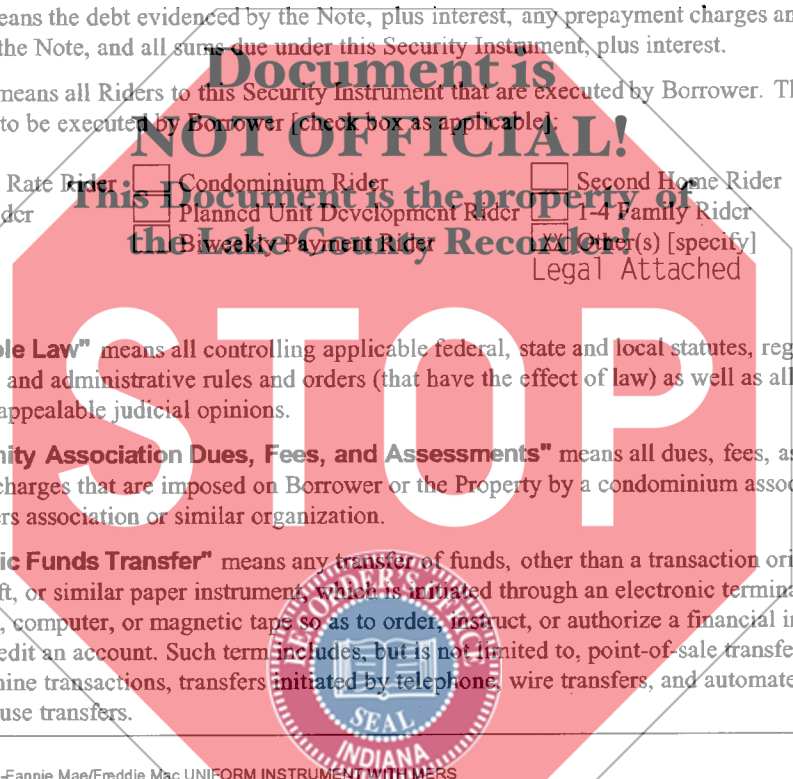 eans the debt evidenced by the Note, plus interest, any prepayment charges an
the Note, and all sums due under this Security Instrument, plus interest.
Document is
means all Riders to this Security Instrument that are executed by Borrower. Th
to be executed by Borrower [check box as applicable]:
NOT OFFICIAL!
Rate Rider Condominium Rider Second Home Rider
This Document is the property of
ider Planned Unit Development Rider 1-4 Family Rider
the Lake County Recorder!
Biweekly Payment Rider XX Other(s) [specify]
Legal Attached
STOP
ble Law" means all controlling applicable federal, state and local statutes, reg
and administrative rules and orders (that have the effect of law) as well as all
appealable judicial opinions.
nity Association Dues, Fees, and Assessments" means all dues, fees, as
charges that are imposed on Borrower or the Property by a condominium assoc
rs association or similar organization.
ic Funds Transfer" means any transfer of funds, other than a transaction ori
ft, or similar paper instrument, which is initiated through an electronic termina
, computer, or magnetic tape so as to order, instruct, or authorize a financial in
edit an account. Such term includes, but is not limited to, point-of-sale transfe
ine transactions, transfers initiated by telephone, wire transfers, and automate
use transfers.
RECORDER'S OFFICE
SEAL
INDIANA
-Fannie Mae/Freddie Mac UNIFORM INSTRUMENT WITH MERS